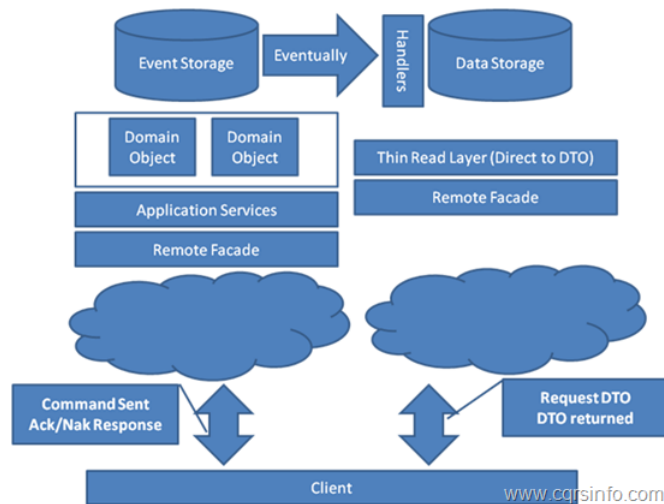 Event Storage
Eventually
Handlers
Data Storage
Domain
Object
Domain
Object
Thin Read Layer (Direct to DTO)
Application Services
Remote Facade
Remote Facade
Command Sent
Ack/Nak Response
Request DTO
DTO returned
Client
www.cqrsinfo.com